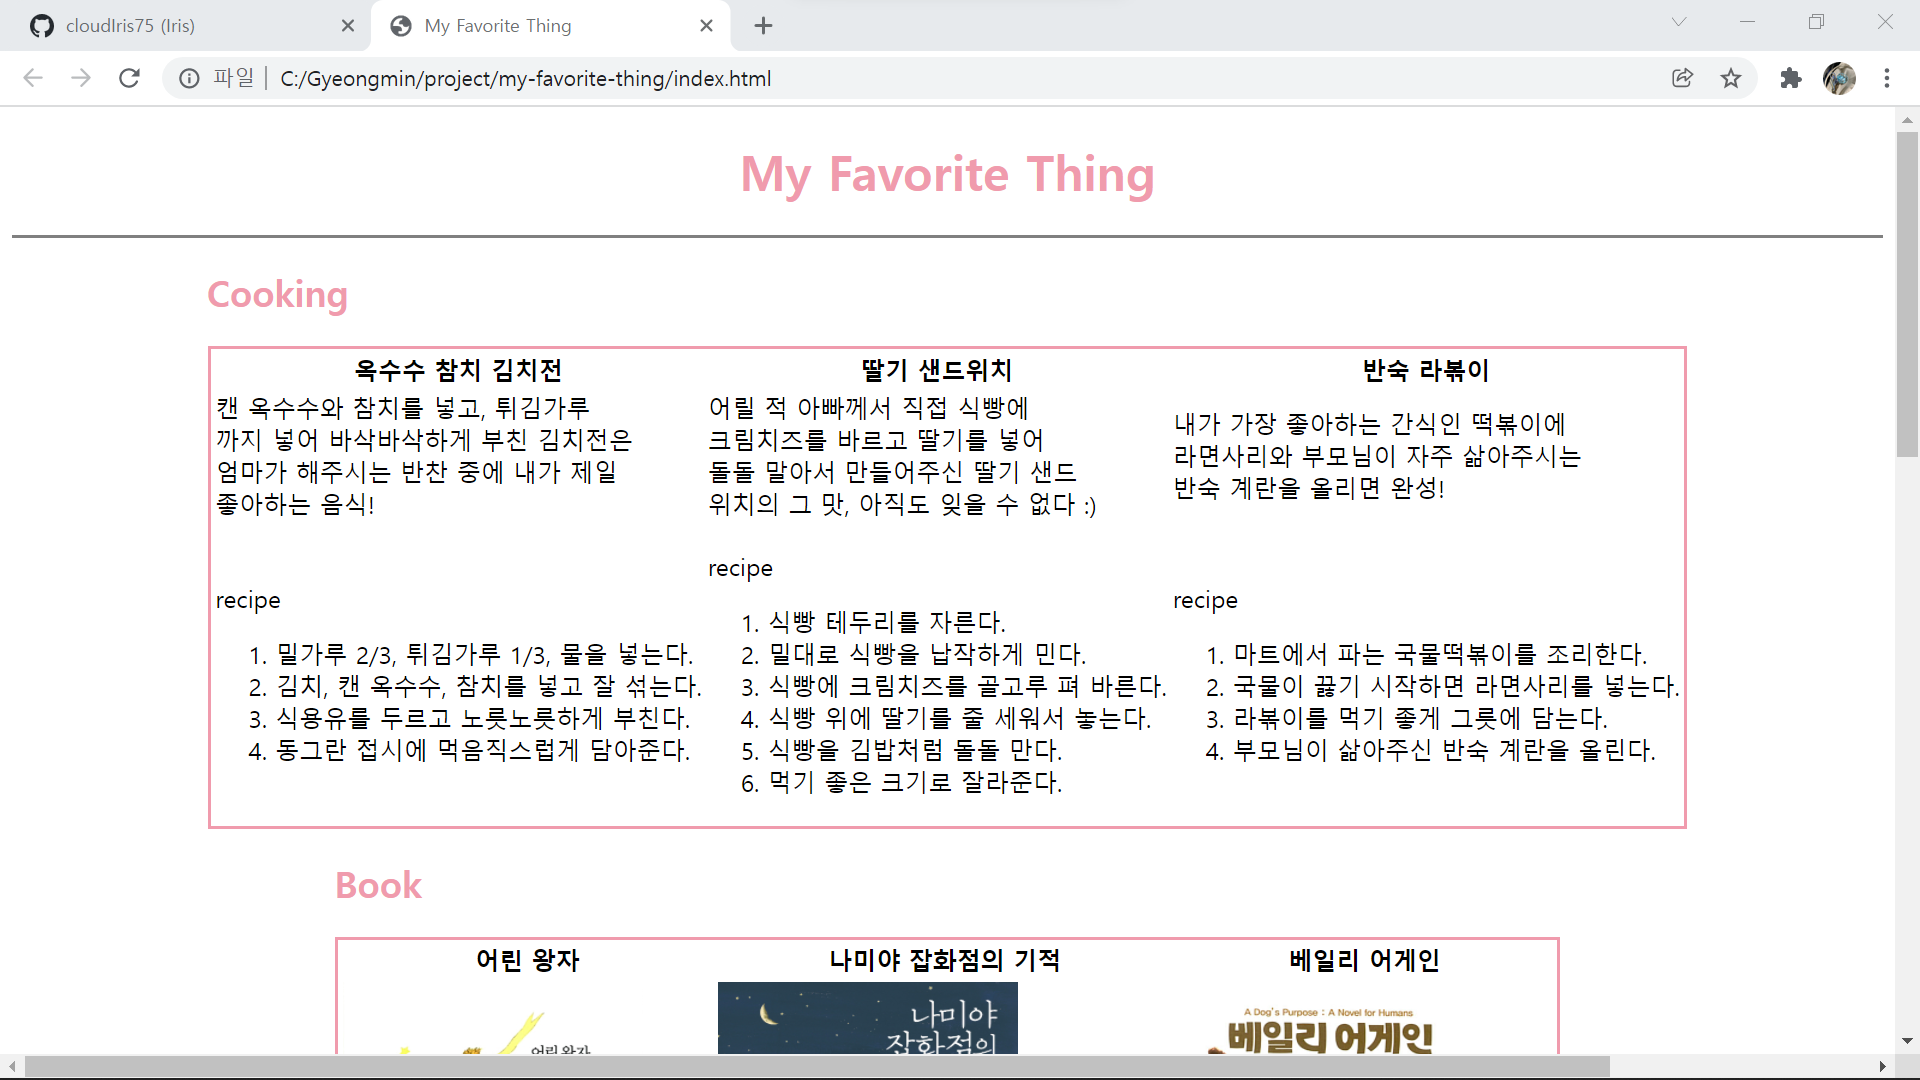 cloudIris75 (Iris)
My Favorite Thing
파일
C:/Gyeongmin/project/my-favorite-thing/index.html
My Favorite Thing
Cooking
옥수수 참치 김치전
캔 옥수수와 참치를 넣고, 튀김가루
까지 넣어 바삭바삭하게 부친 김치전은
엄마가 해주시는 반찬 중에 내가 제일
좋아하는 음식!
recipe
1. 밀가루 2/3, 튀김가루 1/3, 물을 넣는다.
2. 김치, 캔 옥수수, 참치를 넣고 잘 섞는다.
3. 식용유를 두르고 노릇노릇하게 부친다.
4. 동그란 접시에 먹음직스럽게 담아준다.
딸기 샌드위치
어릴 적 아빠께서 직접 식빵에
크림치즈를 바르고 딸기를 넣어
돌돌 말아서 만들어주신 딸기 샌드
위치의 그 맛, 아직도 잊을 수 없다 :)
recipe
1. 식빵 테두리를 자른다.
2. 밀대로 식빵을 납작하게 민다.
3. 식빵에 크림치즈를 골고루 펴 바른다.
4. 식빵 위에 딸기를 줄 세워서 놓는다.
5. 식빵을 김밥처럼 돌돌 만다.
6. 먹기 좋은 크기로 잘라준다.
반숙 라볶이
내가 가장 좋아하는 간식인 떡볶이에
라면사리와 부모님이 자주 삶아주시는
반숙 계란을 올리면 완성!
recipe
1. 마트에서 파는 국물떡볶이를 조리한다.
2. 국물이 끓기 시작하면 라면사리를 넣는다.
3. 라볶이를 먹기 좋게 그릇에 담는다.
4. 부모님이 삶아주신 반숙 계란을 올린다.
Book
어린 왕자
어린 왕자
나미야 잡화점의 기적
나미야
잡화점의
베일리 어게인
A Dog's Purpose : A Novel for Humans
베일리 어게인